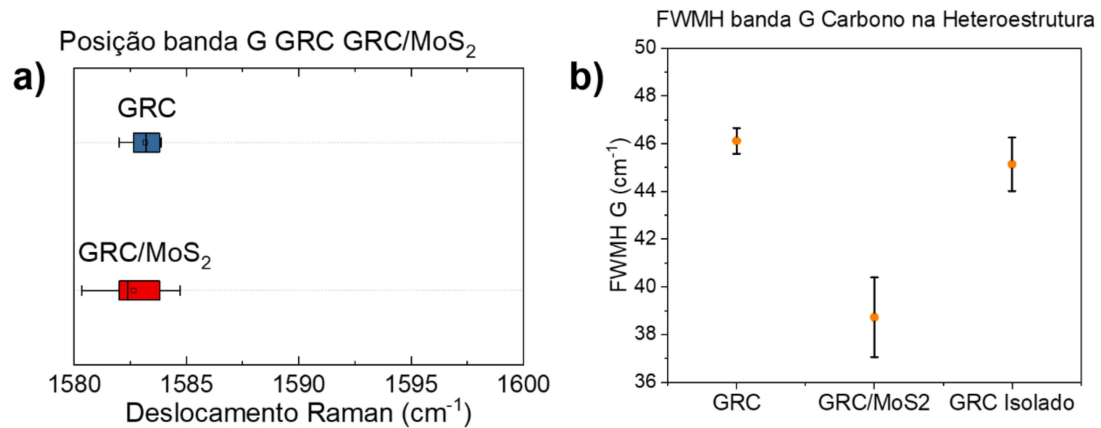 a)
Posição banda G GRC GRC/MoS₂
GRC
GRC/MoS₂
1580 1585 1590 1595 1600
Deslocamento Raman (cm⁻¹)
b)
FWMH banda G Carbono na Heteroestrutura
FWMH G (cm⁻¹)
50
48
46
44
42
40
38
36
GRC GRC/MoS2 GRC Isolado